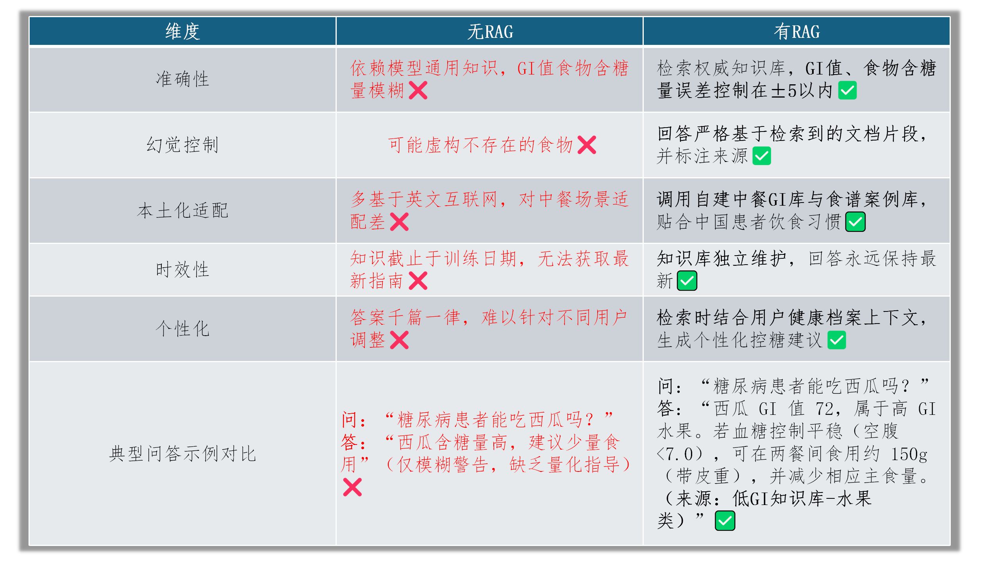 维度
无RAG
有RAG
准确性
依赖模型通用知识，GI值食物含糖
量模糊❌
检索权威知识库，GI值、食物含糖
量误差控制在±5以内✅
幻觉控制
可能虚构不存在的食物❌
回答严格基于检索到的文档片段，
并标注来源✅
本土化适配
多基于英文互联网，对中餐场景适
配差❌
调用自建中餐GI库与食谱案例库，
贴合中国患者饮食习惯✅
时效性
知识截止于训练日期，无法获取最
新指南❌
知识库独立维护，回答永远保持最
新✅
个性化
答案千篇一律，难以针对不同用户
调整❌
检索时结合用户健康档案上下文，
生成个性化控糖建议✅
典型问答示例对比
问：“糖尿病患者能吃西瓜吗？”
答：“西瓜含糖量高，建议少量食
用”（仅模糊警告，缺乏量化指导）
❌
问：“糖尿病患者能吃西瓜吗？”
答：“西瓜 GI 值 72，属于高 GI
水果。若血糖控制平稳（空腹
<7.0），可在两餐间食用约 150g
（带皮重），并减少相应主食量。
（来源：低GI知识库-水果
类）”✅